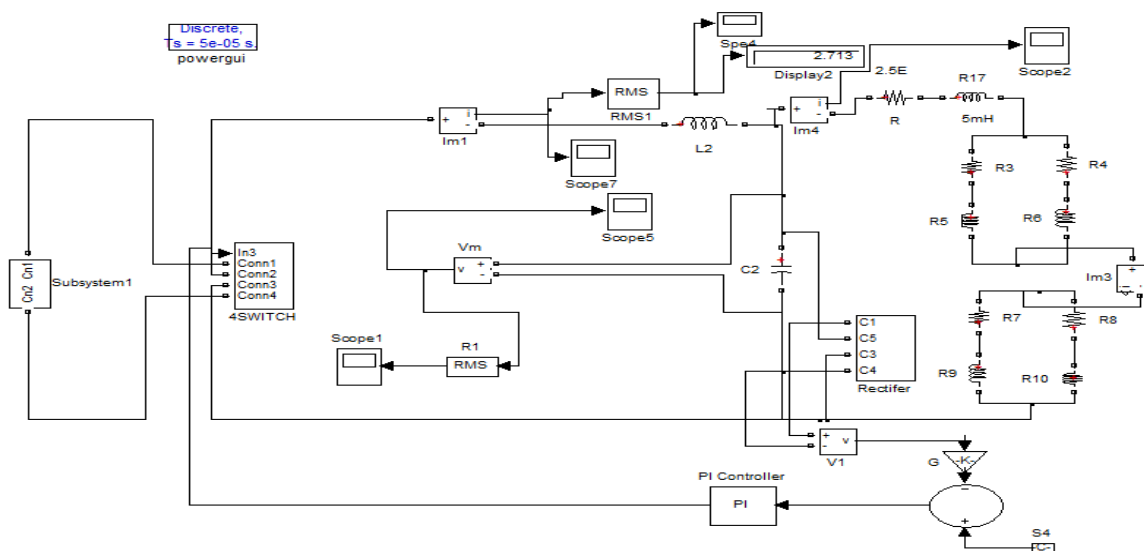 Discrete,
Ts = 5e-05 s.
powergui
Spe4
2.713
Display2
Scope2
RMS
RMS1
+ i -
Im1
L2
Scope7
+ i -
Im4
2.5E
R
R17
5mH
R3
R4
R5
R6
Scope5
Vm
v + -
C2
+ -
Im3
R7
R8
R9
R10
Cn2 Cn1
Subsystem1
In3
Conn1
Conn2
Conn3
Conn4
4SWITCH
Scope1
R1
RMS
C1
C5
C3
C4
Rectifer
+ - v
V1
G
-K-
PI Controller
PI
-
+
S4
C-